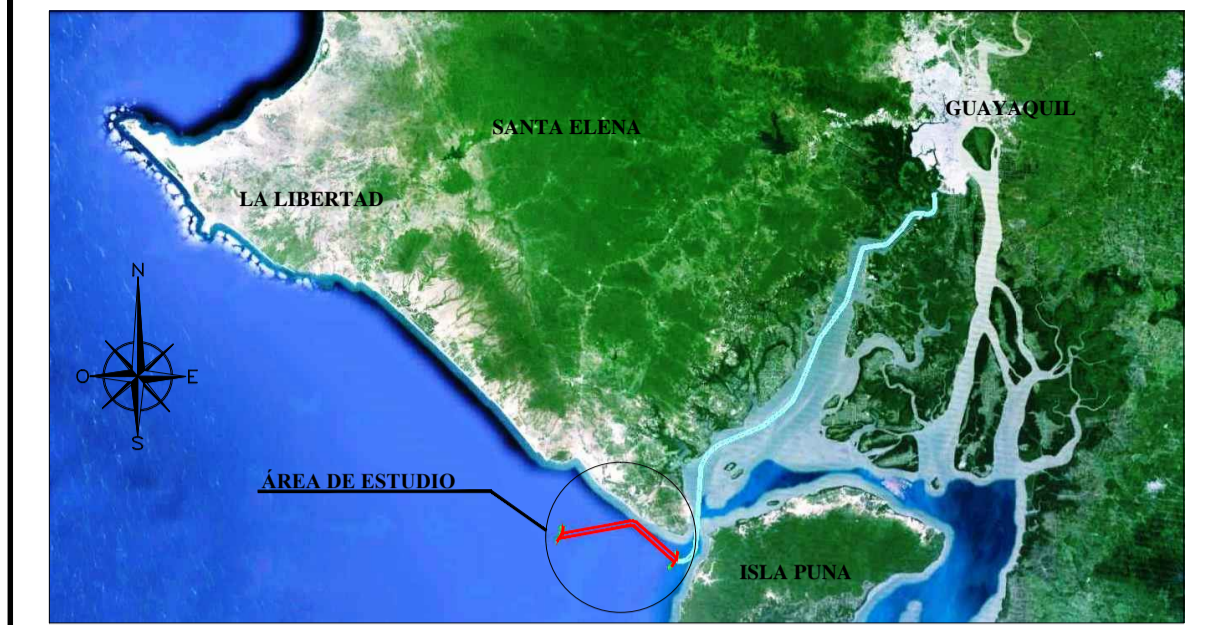 GUAYAQUIL
SANTA ELENA
LA LIBERTAD
N
O E
S
ÁREA DE ESTUDIO
ISLA PUNA